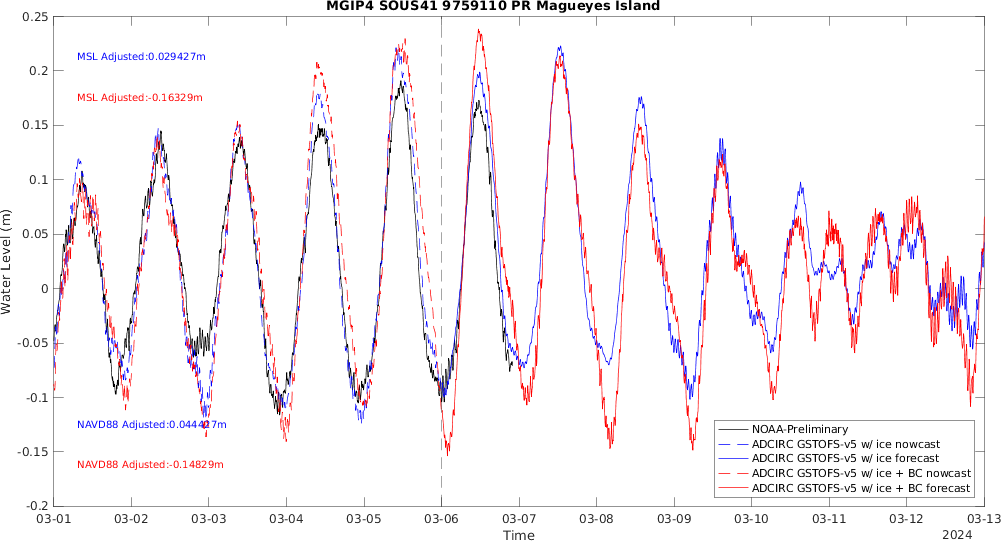 MGIP4 SOUS41 9759110 PR Magueyes Island
0.25
0.2
0.15
0.1
0.05
0
-0.05
-0.1
-0.15
-0.2
Water Level (m)
MSL Adjusted:0.029427m
MSL Adjusted:-0.16329m
NAVD88 Adjusted:0.044427m
NAVD88 Adjusted:-0.14829m
NOAA-Preliminary
ADCIRC GSTOFS-v5 w/ ice nowcast
ADCIRC GSTOFS-v5 w/ ice forecast
ADCIRC GSTOFS-v5 w/ ice + BC nowcast
ADCIRC GSTOFS-v5 w/ ice + BC forecast
03-01 03-02 03-03 03-04 03-05 03-06 03-07 03-08 03-09 03-10 03-11 03-12 03-13
Time
2024